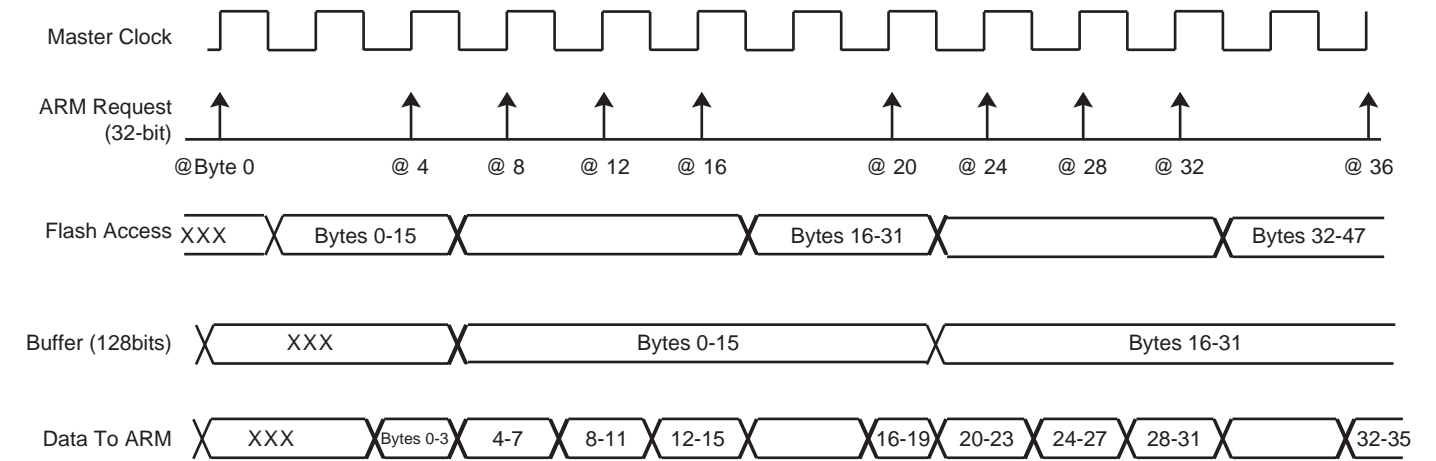 Master Clock
ARM Request
(32-bit)
@Byte 0 @ 4 @ 8 @ 12 @ 16 @ 20 @ 24 @ 28 @ 32 @ 36
Flash Access XXX Bytes 0-15 Bytes 16-31 Bytes 32-47
Buffer (128bits) XXX Bytes 0-15 Bytes 16-31
Data To ARM XXX Bytes 0-3 4-7 8-11 12-15 16-19 20-23 24-27 28-31 32-35